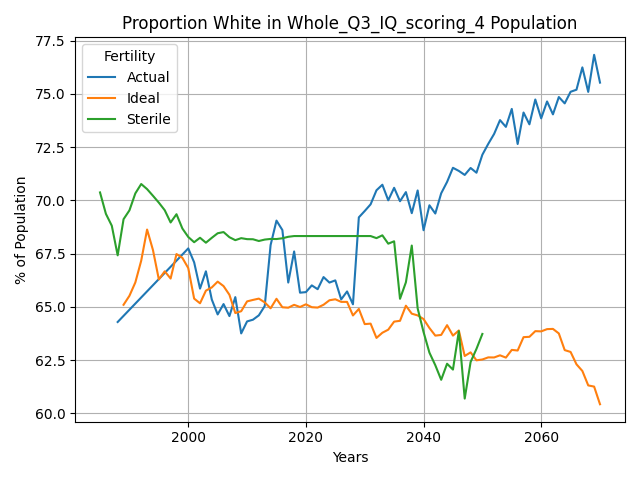 Proportion White in Whole_Q3_IQ_scoring_4 Population
77.5
75.0
72.5
70.0
67.5
65.0
62.5
60.0
% of Population
Fertility
Actual
Ideal
Sterile
2000 2020 2040 2060
Years